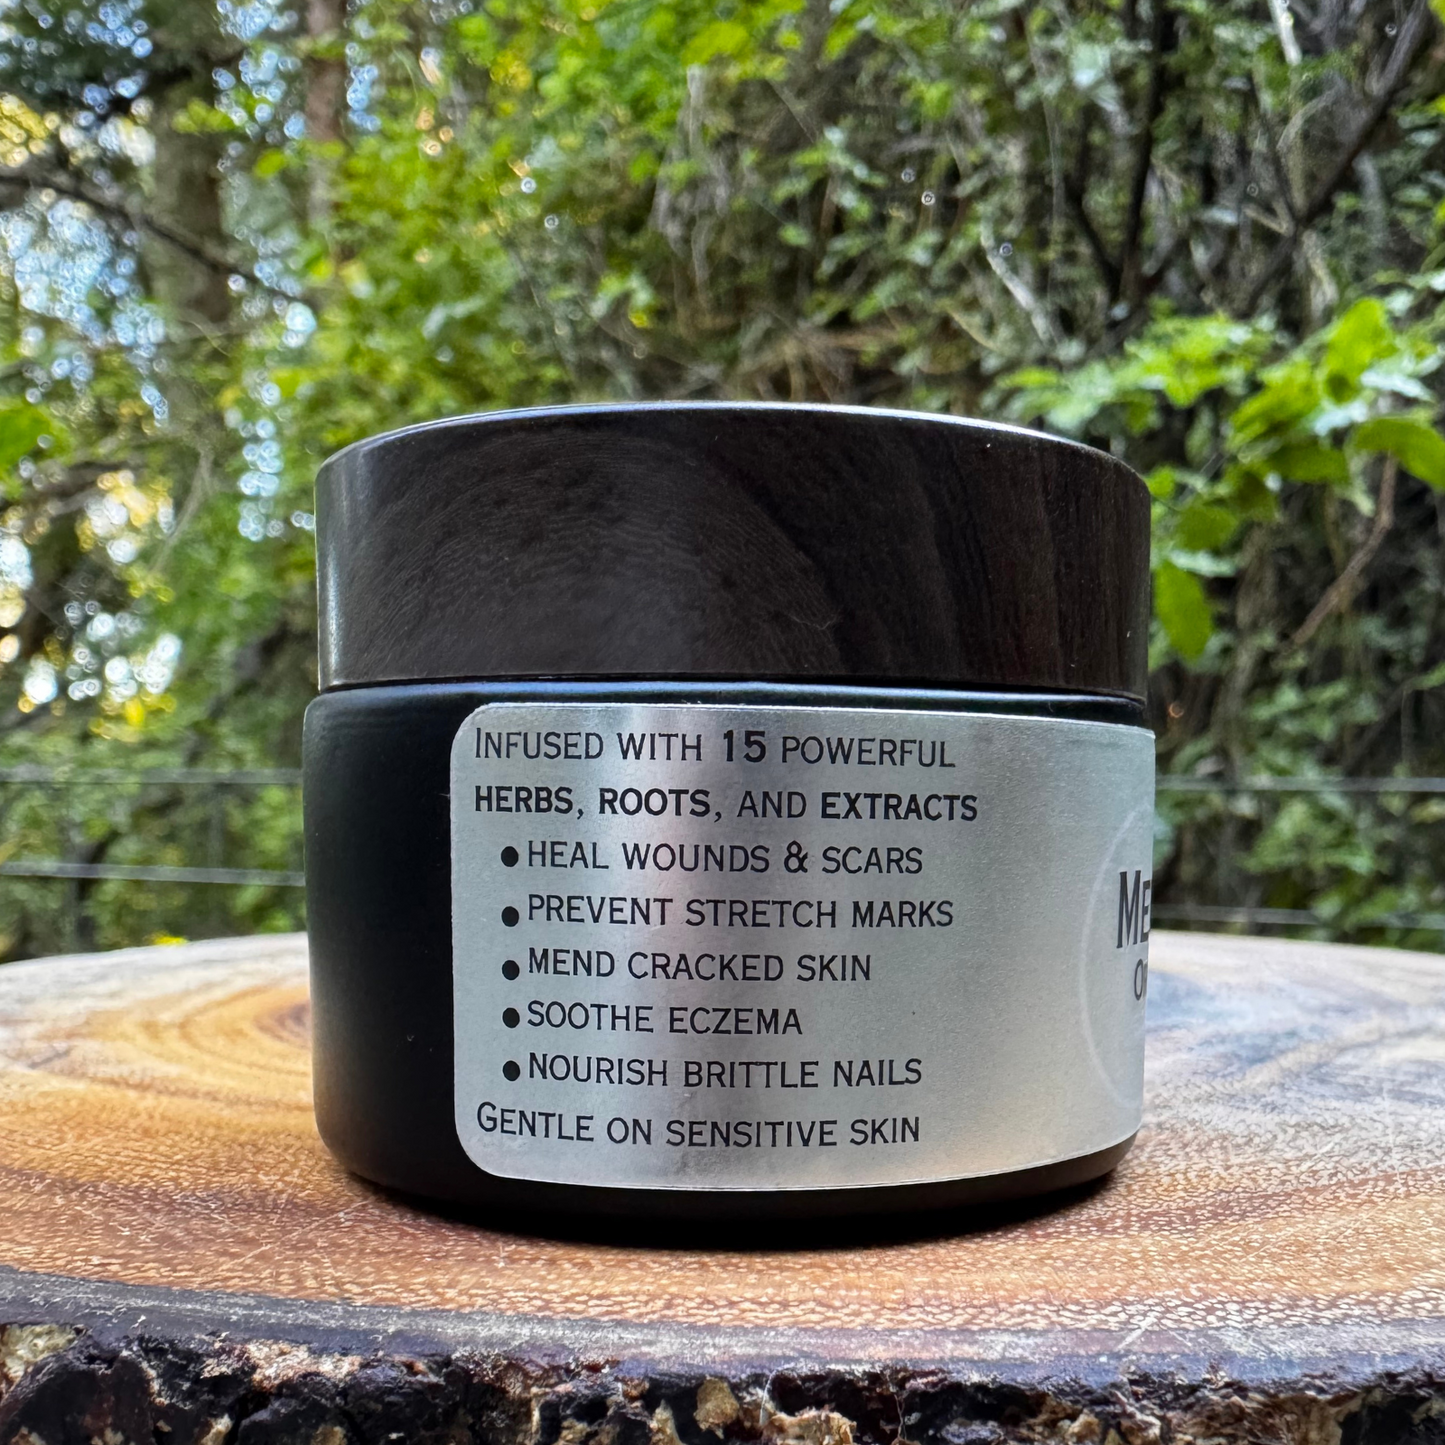 INFUSED WITH 15 POWERFUL
HERBS, ROOTS, AND EXTRACTS
• HEAL WOUNDS & SCARS
• PREVENT STRETCH MARKS
• MEND CRACKED SKIN
• SOOTHE ECZEMA
• NOURISH BRITTLE NAILS
GENTLE ON SENSITIVE SKIN